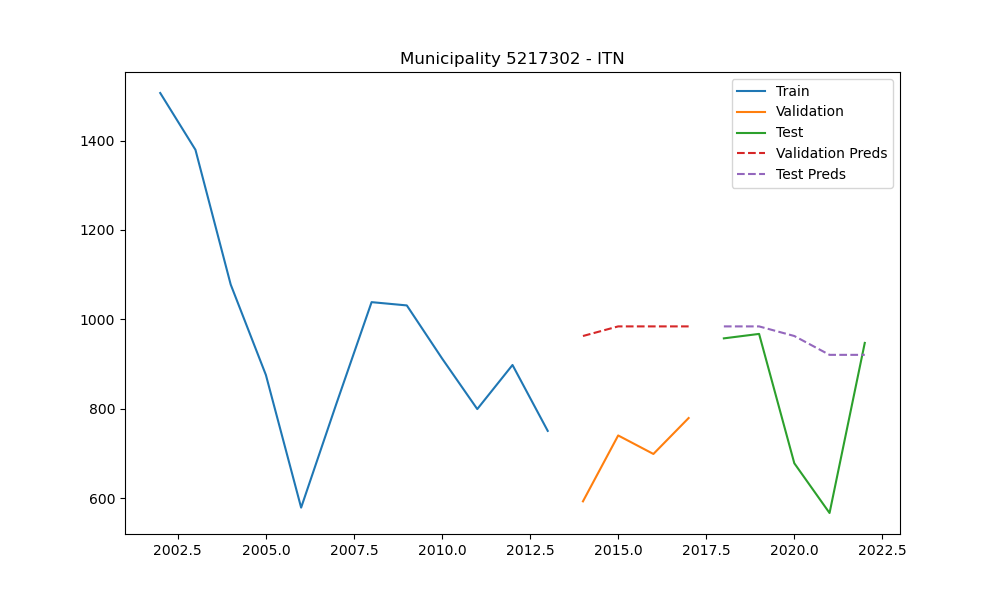 Municipality 5217302 - ITN
Train
Validation
Test
Validation Preds
Test Preds
1400
1200
1000
800
600
2002.5 2005.0 2007.5 2010.0 2012.5 2015.0 2017.5 2020.0 2022.5